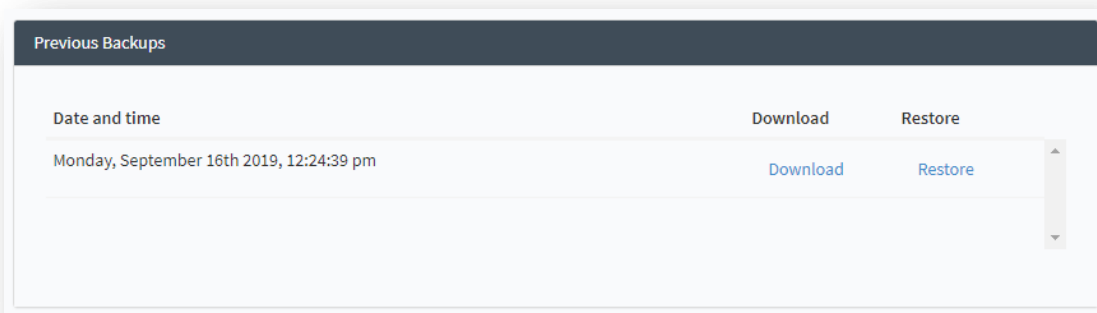 Previous Backups
Date and time Download Restore
Monday, September 16th 2019, 12:24:39 pm Download Restore